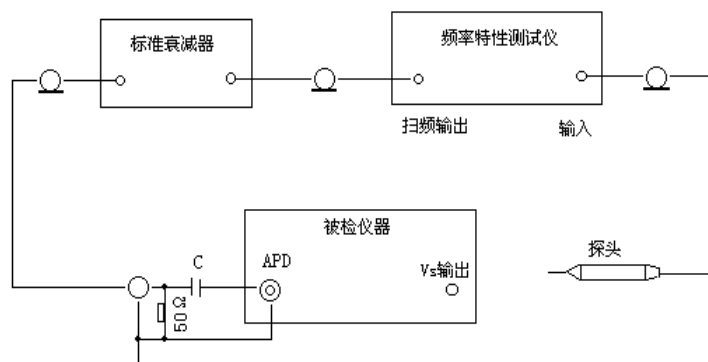 标准衰减器
频率特性测试仪
扫频输出
输入
被检仪器
C
APD
Vs输出
探头
50Ω